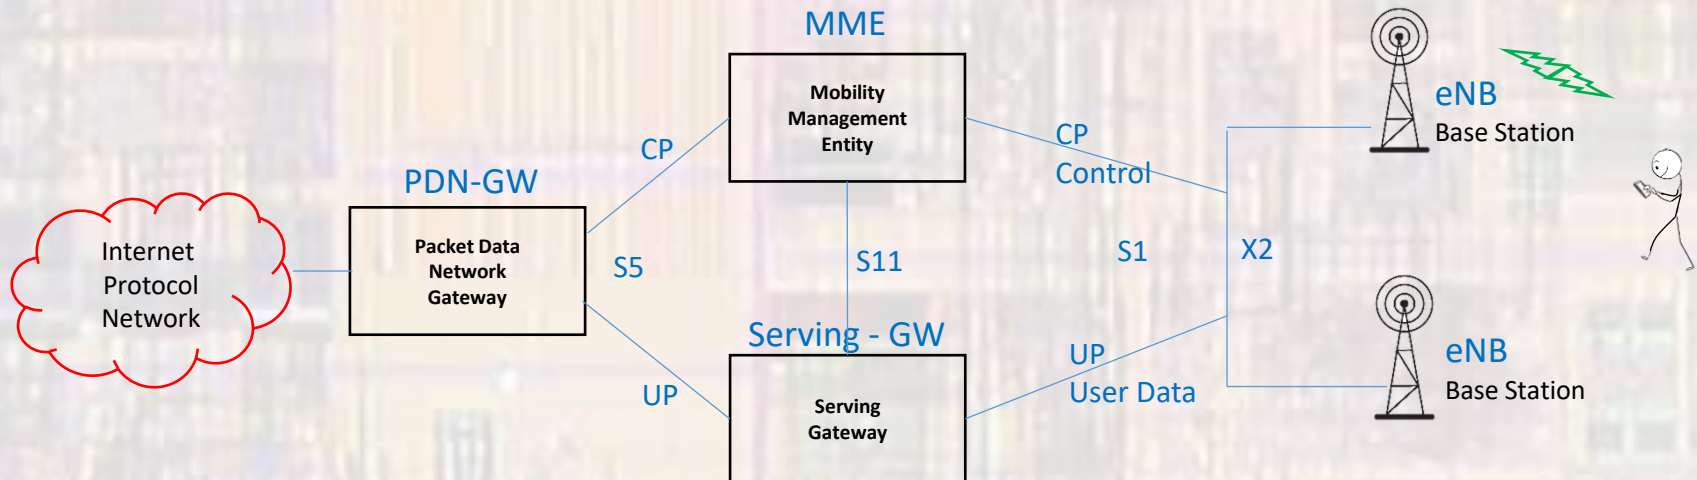 MME
Mobility
Management
Entity
eNB
Base Station
CP
CP
Control
PDN-GW
Internet
Protocol
Network
Packet Data
Network
Gateway
S5
S11
S1
X2
Serving - GW
UP
User Data
eNB
Base Station
UP
Serving
Gateway